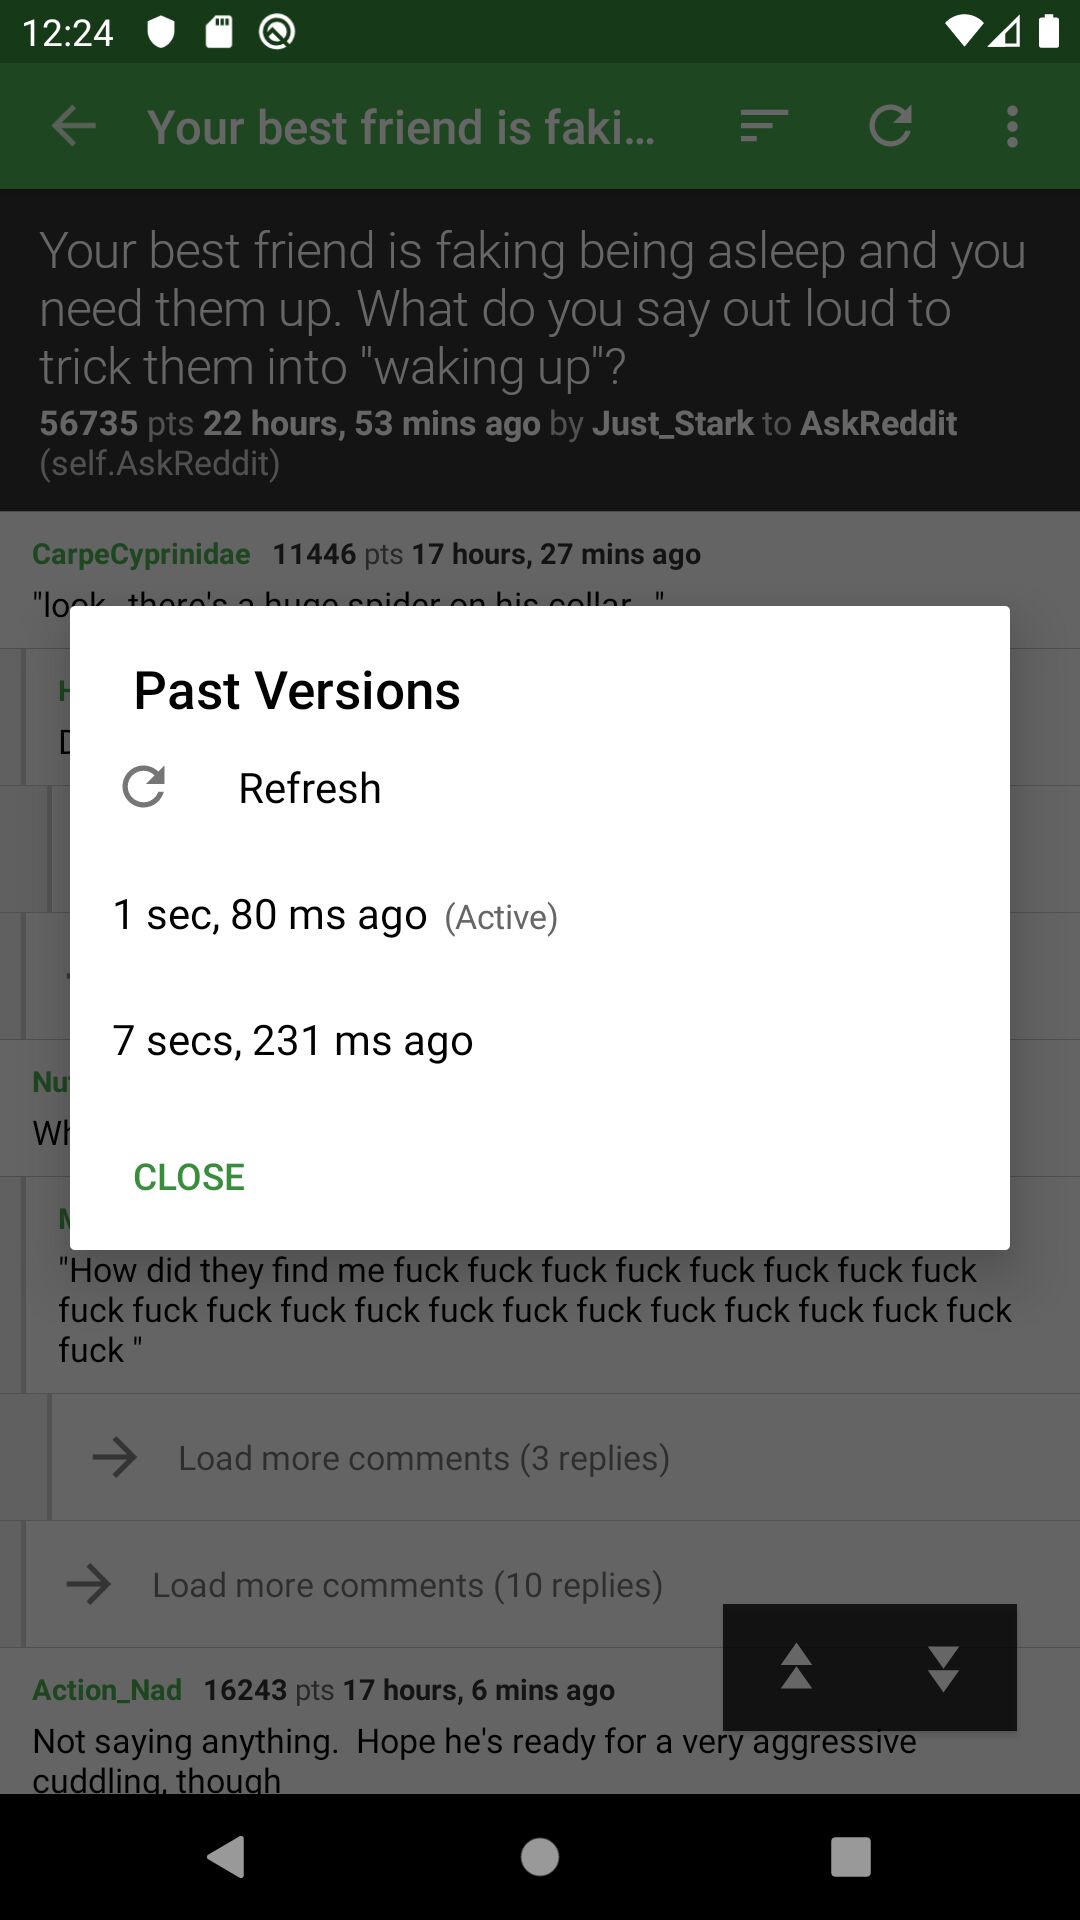 12:24
Your best friend is faki...
Your best friend is faking being asleep and you
need them up. What do you say out loud to
trick them into "waking up"?
56735 pts 22 hours, 53 mins ago by Just_Stark to AskReddit
(self.AskReddit)
CarpeCyprinidae 11446 pts 17 hours, 27 mins ago
"look, there's a huge spider on his collar..."
Past Versions
Refresh
1 sec, 80 ms ago (Active)
7 secs, 231 ms ago
CLOSE
"How did they find me fuck fuck fuck fuck fuck fuck fuck fuck
fuck fuck fuck fuck fuck fuck fuck fuck fuck fuck fuck fuck fuck
fuck "
Load more comments (3 replies)
Load more comments (10 replies)
Action_Nad 16243 pts 17 hours, 6 mins ago
Not saying anything. Hope he's ready for a very aggressive
cuddling, though